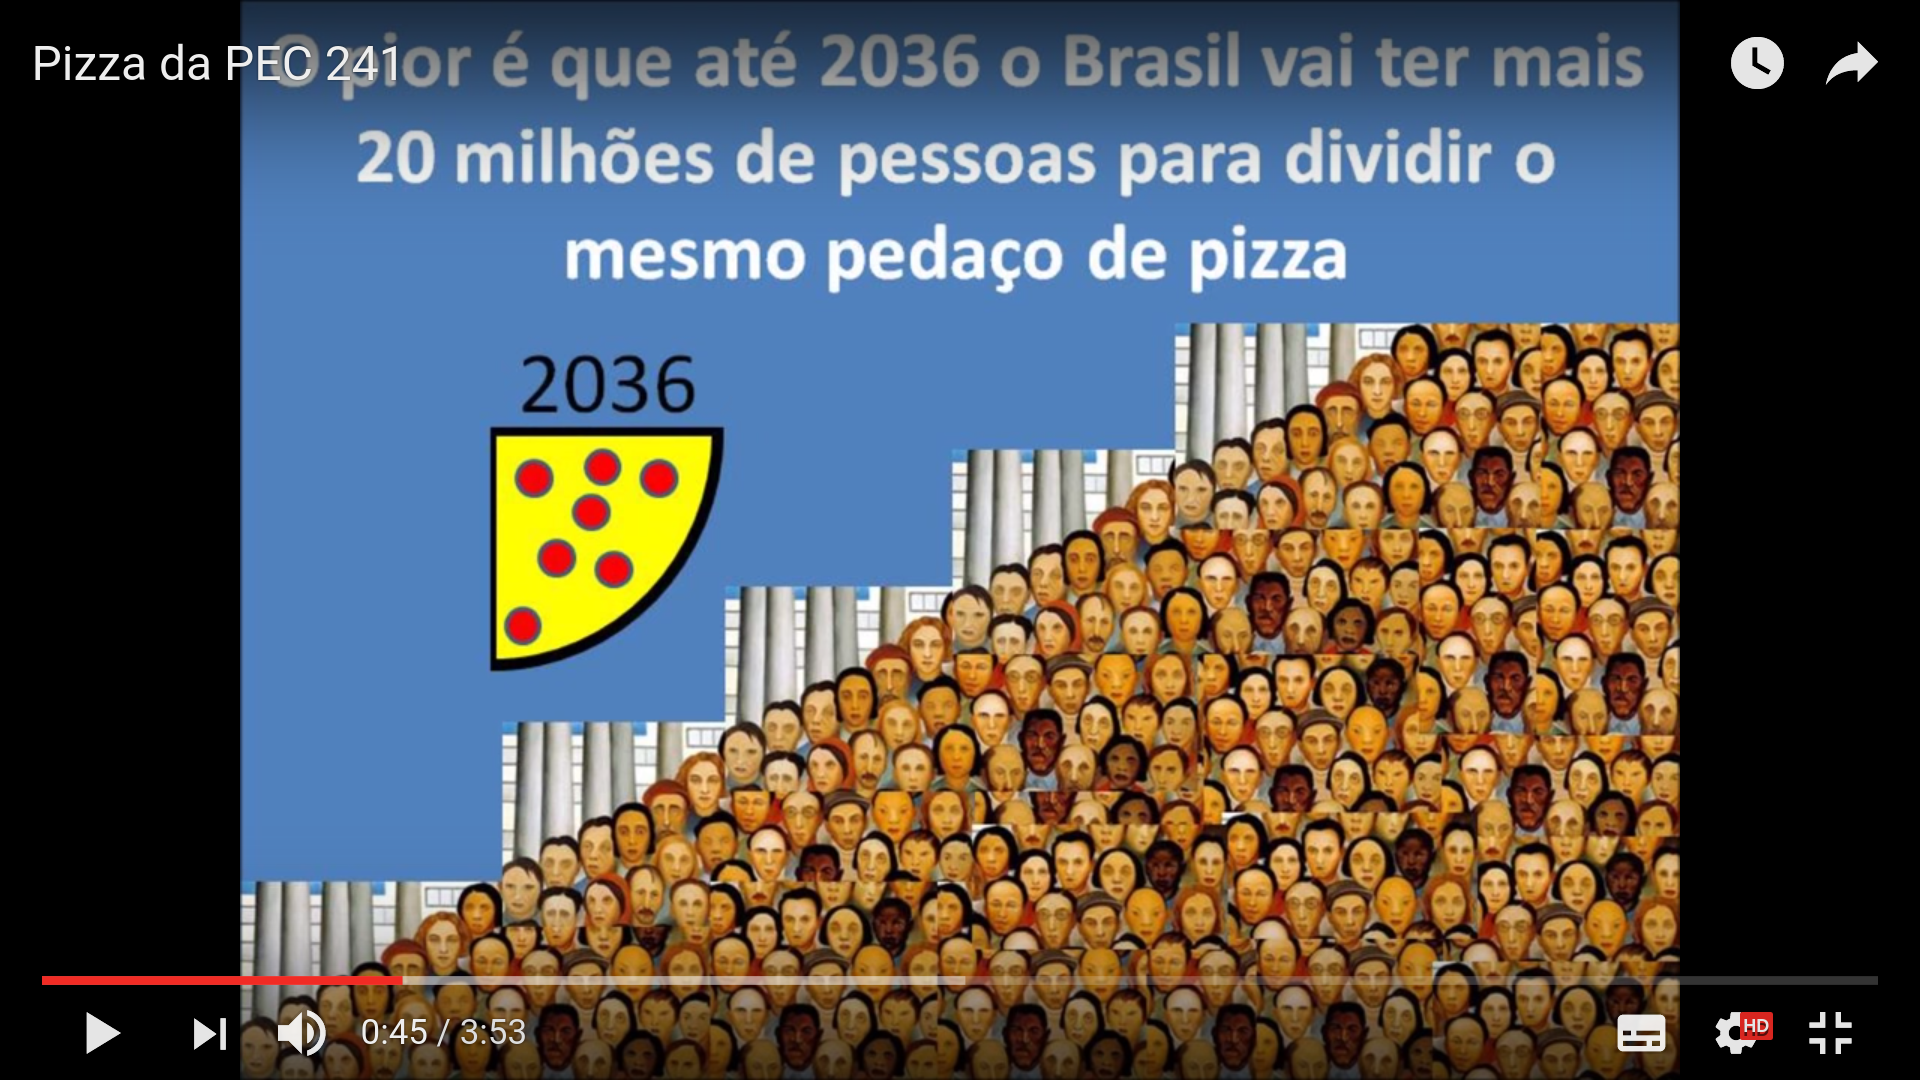 Pizza da PEC 241
O pior é que até 2036 o Brasil vai ter mais
20 milhões de pessoas para dividir o
mesmo pedaço de pizza
2036
0:45 / 3:53
HD